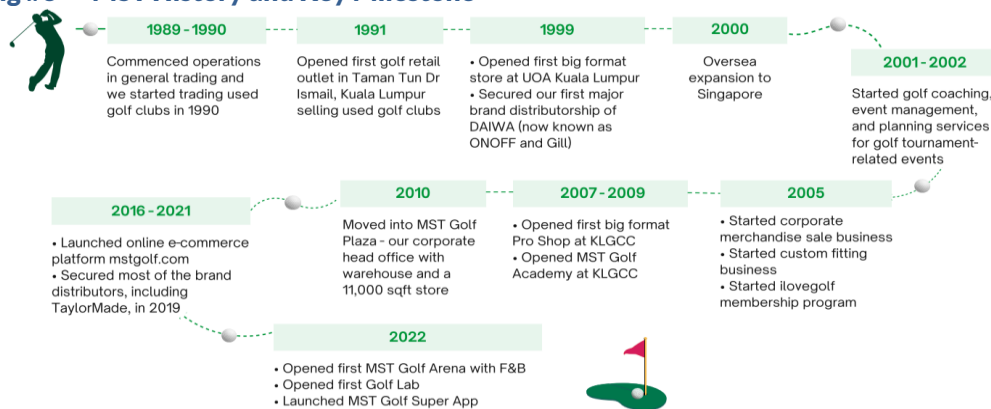 1989-1990
Commenced operations
in general trading and
we started trading used
golf clubs in 1990
1991
Opened first golf retail
outlet in Taman Tun Dr
Ismail, Kuala Lumpur
selling used golf clubs
1999
• Opened first big format
store at UOA Kuala Lumpur
• Secured our first major
brand distributorship of
DAIWA (now known as
ONOFF and Gill)
2000
Oversea
expansion to
Singapore
2001-2002
Started golf coaching,
event management,
and planning services
for golf tournament-
related events
2005
• Started corporate
merchandise sale business
• Started custom fitting
business
• Started ilovegolf
membership program
2007-2009
• Opened first big format
Pro Shop at KLGCC
• Opened MST Golf
Academy at KLGCC
2010
Moved into MST Golf
Plaza - our corporate
head office with
warehouse and a
11,000 sqft store
2016-2021
• Launched online e-commerce
platform mstgolf.com
• Secured most of the brand
distributors, including
TaylorMade, in 2019
2022
• Opened first MST Golf Arena with F&B
• Opened first Golf Lab
• Launched MST Golf Super App